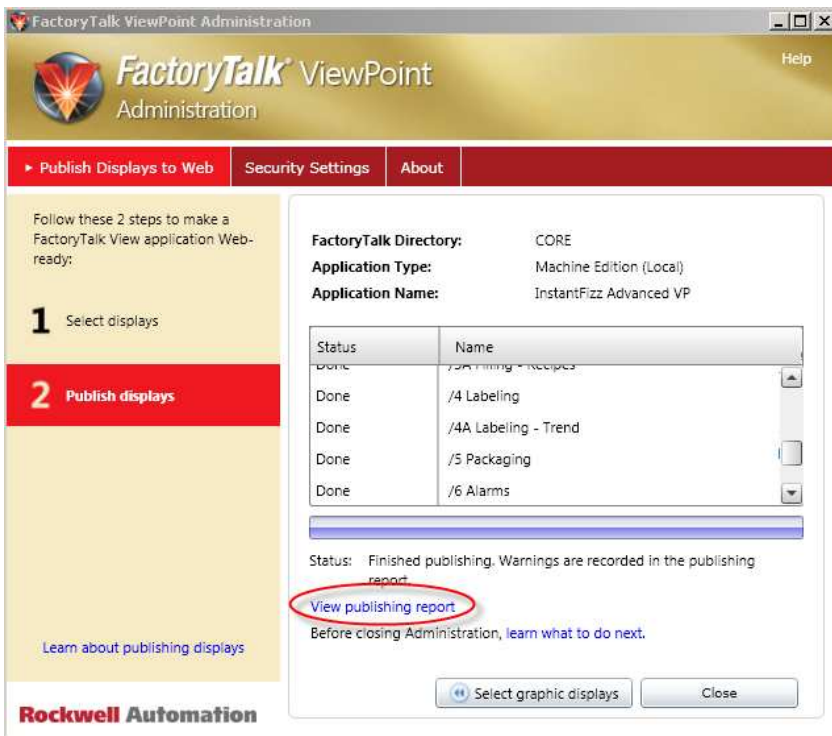 FactoryTalk ViewPoint Administration
FactoryTalk® ViewPoint
Administration
Help
▸ Publish Displays to Web
Security Settings
About
Follow these 2 steps to make a
FactoryTalk View application Web-
ready:
1 Select displays
2 Publish displays
Learn about publishing displays
Rockwell Automation
FactoryTalk Directory: CORE
Application Type: Machine Edition (Local)
Application Name: InstantFizz Advanced VP
Status Name
Done /3A Filling - Recipes
Done /4 Labeling
Done /4A Labeling - Trend
Done /5 Packaging
Done /6 Alarms
Status: Finished publishing. Warnings are recorded in the publishing
report.
View publishing report
Before closing Administration, learn what to do next.
Select graphic displays
Close